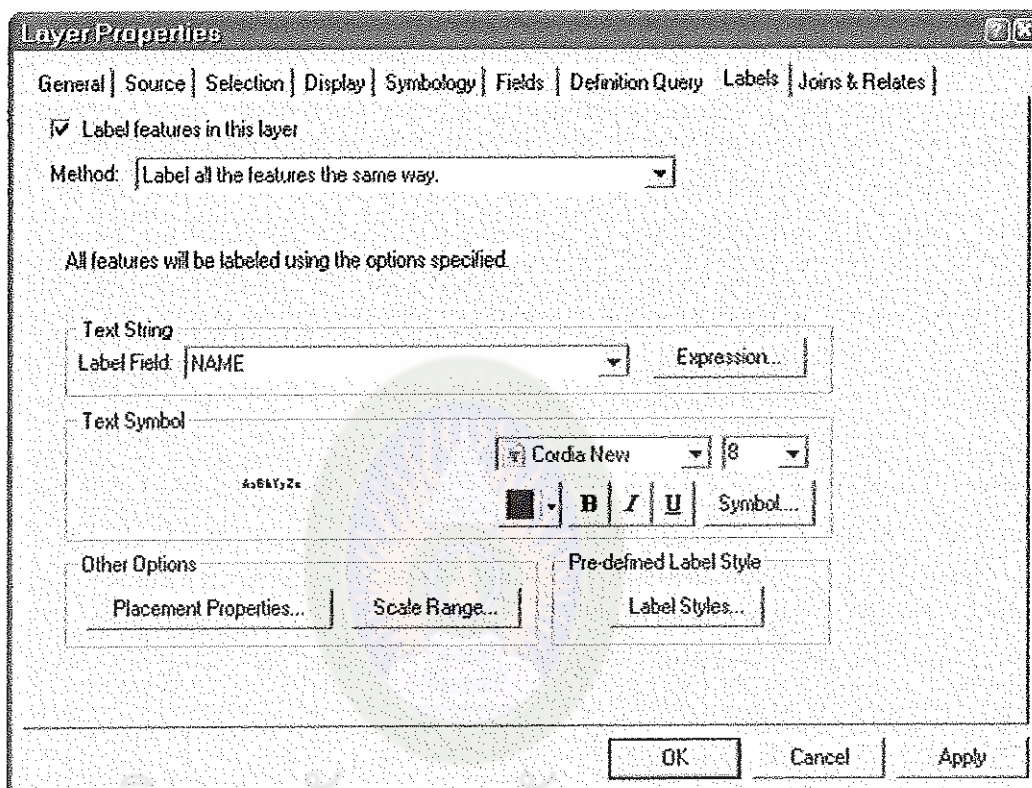 Layer Properties
General Source Selection Display Symbology Fields Definition Query Labels Joins & Relates
Label features in this layer
Method: Label all the features the same way.
All features will be labeled using the options specified.
Text String
Label Field: NAME Expression...
Text Symbol
Cordia New 8
AaBbYyZz
B I U Symbol...
Other Options Pre-defined Label Style
Placement Properties... Scale Range... Label Styles...
OK Cancel Apply